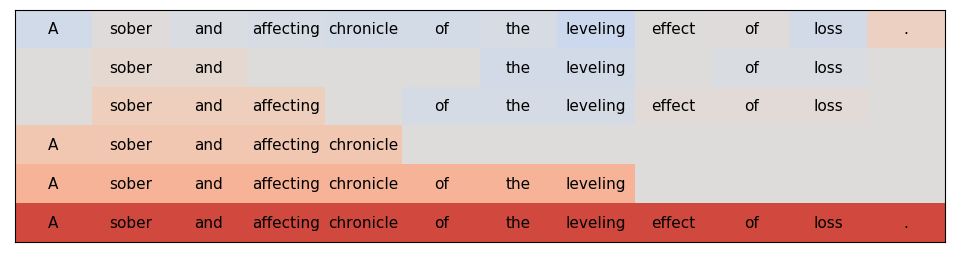 A sober and affecting chronicle of the leveling effect of loss .
sober and the leveling of loss
sober and affecting of the leveling effect of loss
A sober and affecting chronicle
A sober and affecting chronicle of the leveling
A sober and affecting chronicle of the leveling effect of loss .